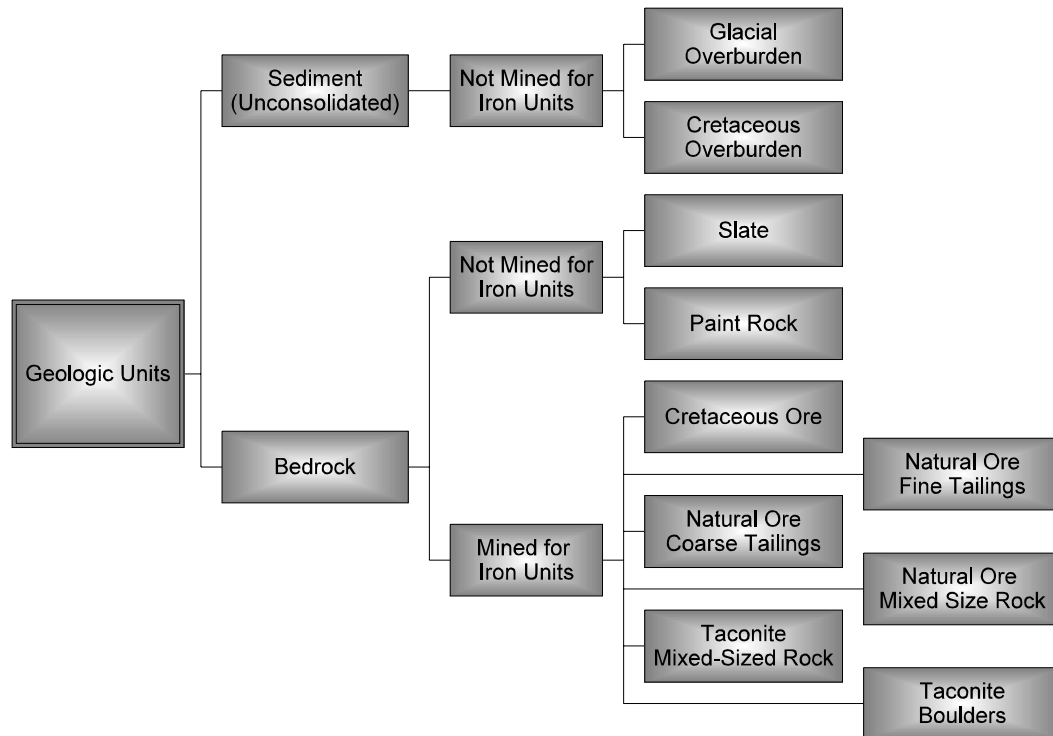 Geologic Units
Sediment
(Unconsolidated)
Not Mined for
Iron Units
Glacial
Overburden
Cretaceous
Overburden
Bedrock
Not Mined for
Iron Units
Slate
Paint Rock
Mined for
Iron Units
Cretaceous Ore
Natural Ore
Fine Tailings
Natural Ore
Coarse Tailings
Natural Ore
Mixed Size Rock
Taconite
Mixed-Sized Rock
Taconite
Boulders